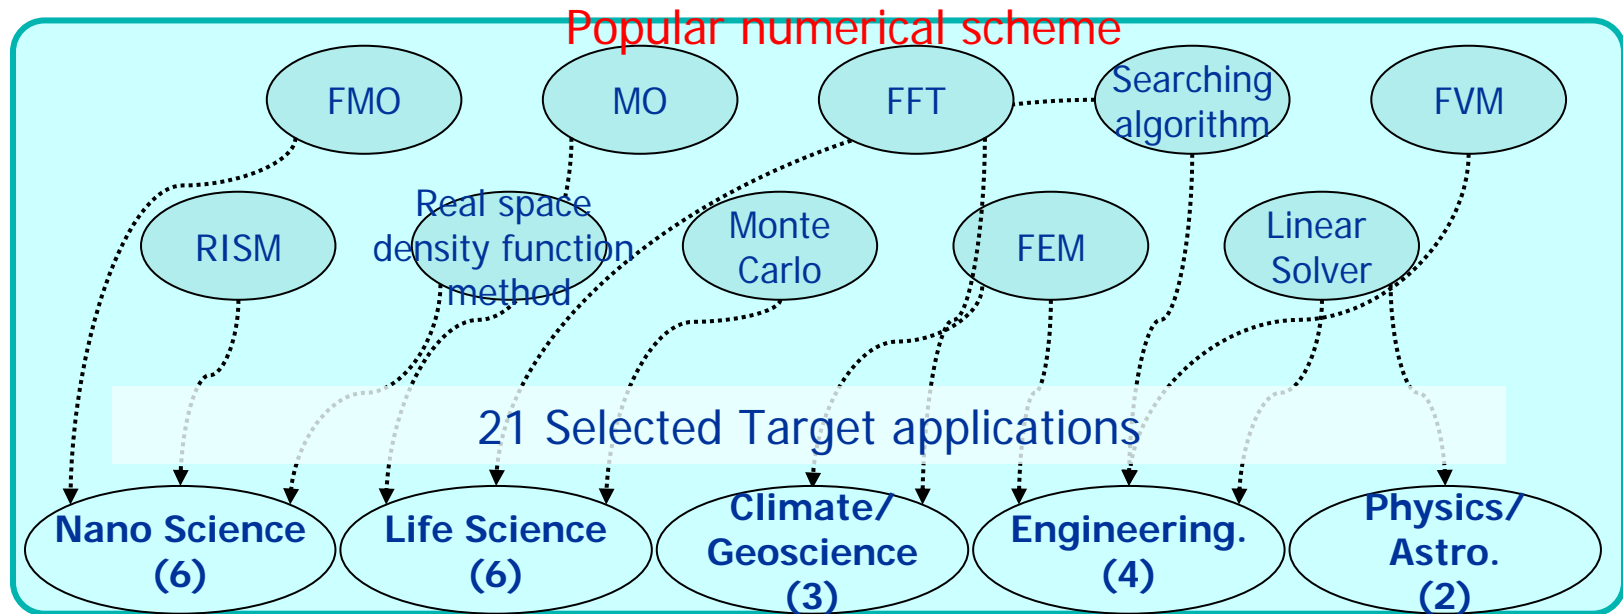 Popular numerical scheme
FMO
MO
FFT
Searching
algorithm
FVM
RISM
Real space
density function
method
Monte
Carlo
FEM
Linear
Solver
21 Selected Target applications
Nano Science
(6)
Life Science
(6)
Climate/
Geoscience
(3)
Engineering.
(4)
Physics/
Astro.
(2)